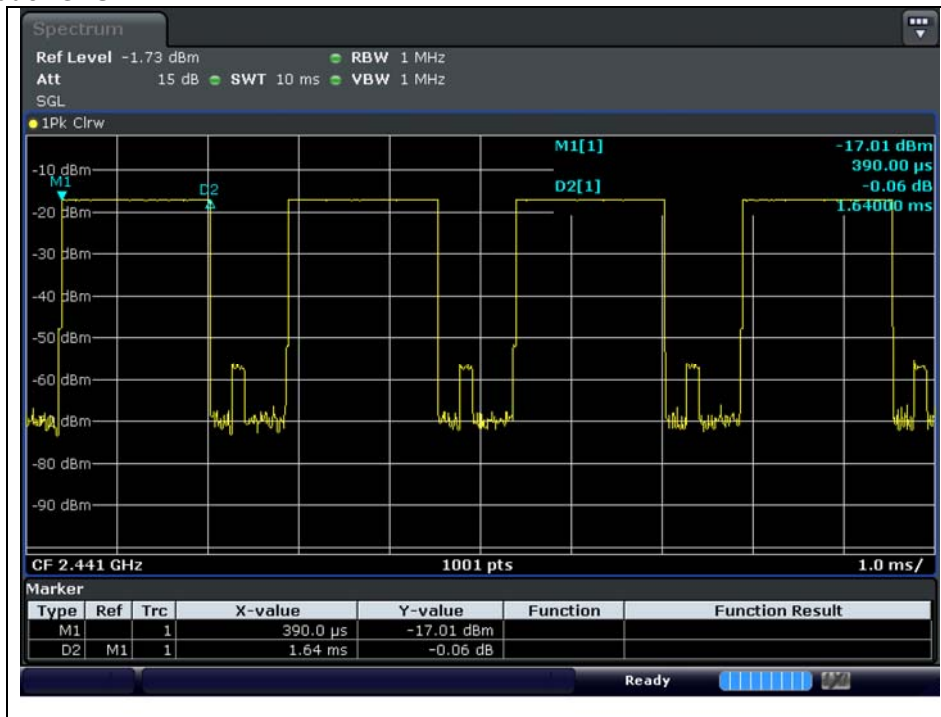 Spectrum
Ref Level -1.73 dBm RBW 1 MHz
Att 15 dB SWT 10 ms VBW 1 MHz
SGL
1Pk Clrw
M1[1] -17.01 dBm
390.00 µs
D2[1] -0.06 dB
1.64000 ms
-10 dBm
M1
D2
-20 dBm
-30 dBm
-40 dBm
-50 dBm
-60 dBm
dBm
-80 dBm
-90 dBm
CF 2.441 GHz 1001 pts 1.0 ms/
Marker
Type Ref Trc X-value Y-value Function Function Result
M1 1 390.0 µs -17.01 dBm
D2 M1 1 1.64 ms -0.06 dB
Ready